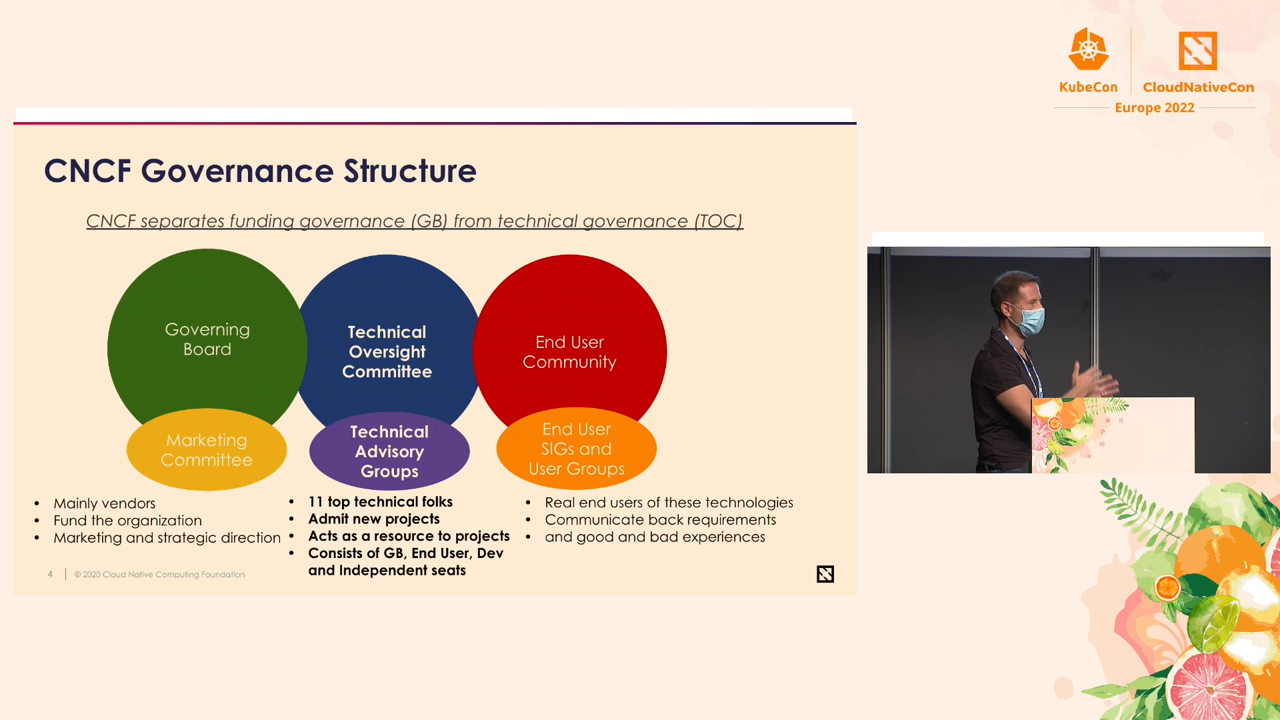 KubeCon
CloudNativeCon
Europe 2022
CNCF Governance Structure
CNCF separates funding governance (GB) from technical governance (TOC)
Governing
Board
Technical
Oversight
Committee
End User
Community
Marketing
Committee
Technical
Advisory
Groups
End User
SIGs and
User Groups
• Mainly vendors
• Fund the organization
• Marketing and strategic direction
• 11 top technical folks
• Admit new projects
• Acts as a resource to projects
• Consists of GB, End User, Dev
and Independent seats
• Real end users of these technologies
• Communicate back requirements
• and good and bad experiences
4
© 2020 Cloud Native Computing Foundation